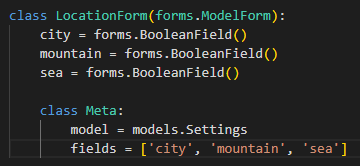 class LocationForm(forms.ModelForm):
    city = forms.BooleanField()
    mountain = forms.BooleanField()
    sea = forms.BooleanField()

    class Meta:
        model = models.Settings
        fields = ['city', 'mountain', 'sea']